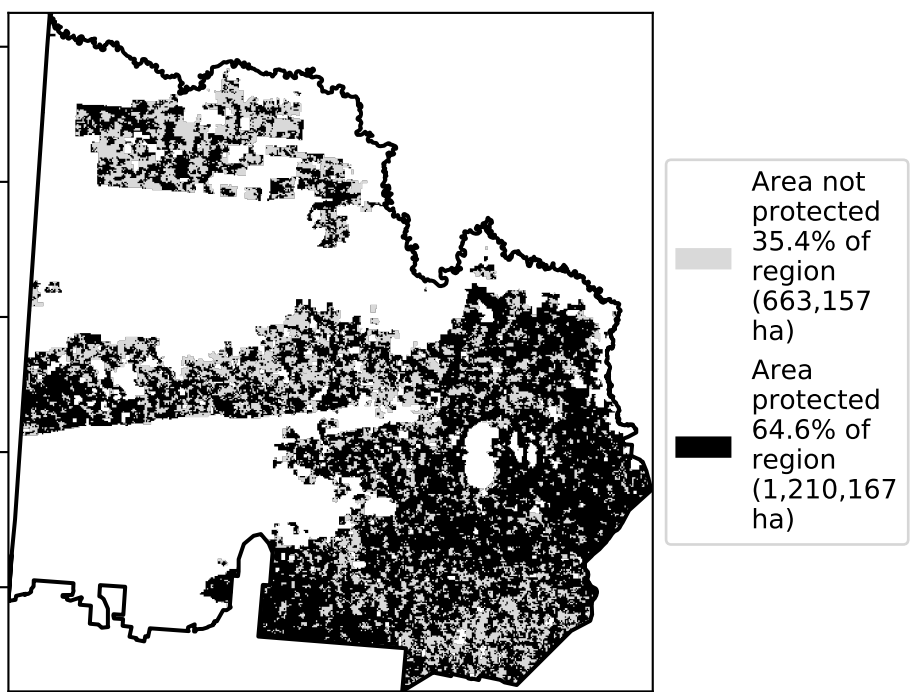 Area not
protected
35.4% of
region
(663,157
ha)
Area
protected
64.6% of
region
(1,210,167
ha)